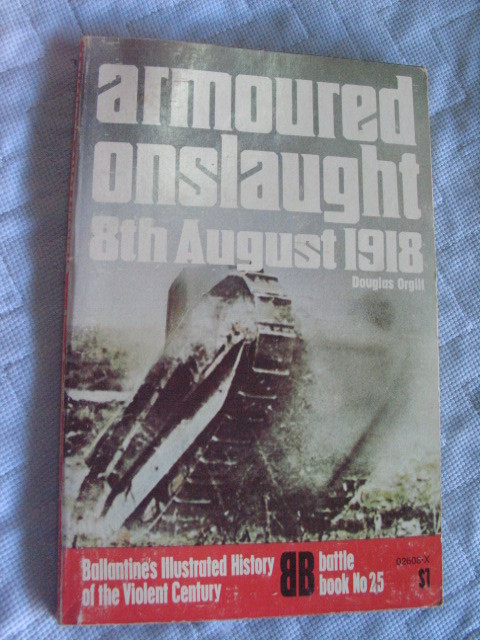 armoured
onslaught
8th August 1918
Douglas Orgill
Ballantine's Illustrated History
of the Violent Century
BB
battle
book No 25
$1